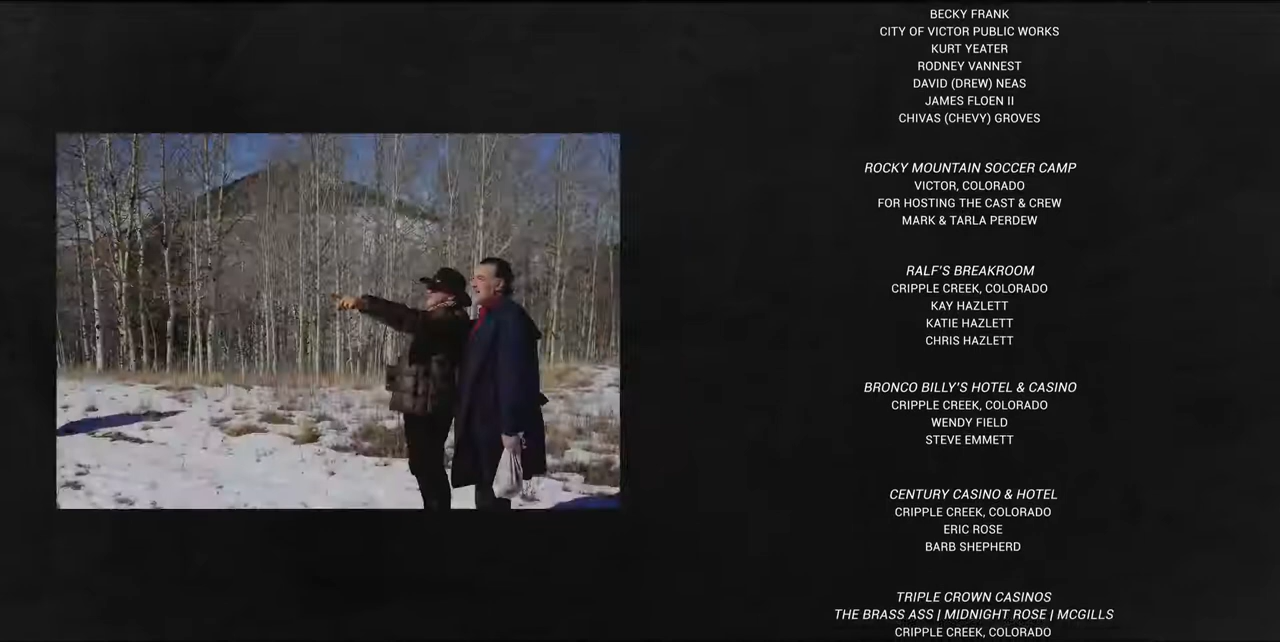 BECKY FRANK
CITY OF VICTOR PUBLIC WORKS
KURT YEATER
RODNEY VANNEST
DAVID (DREW) NEAS
JAMES FLOEN II
CHIVAS (CHEVY) GROVES
ROCKY MOUNTAIN SOCCER CAMP
VICTOR, COLORADO
FOR HOSTING THE CAST & CREW
MARK & TARLA PERDEW
RALF'S BREAKROOM
CRIPPLE CREEK, COLORADO
KAY HAZLETT
KATIE HAZLETT
CHRIS HAZLETT
BRONCO BILLY'S HOTEL & CASINO
CRIPPLE CREEK, COLORADO
WENDY FIELD
STEVE EMMETT
CENTURY CASINO & HOTEL
CRIPPLE CREEK, COLORADO
ERIC ROSE
BARB SHEPHERD
TRIPLE CROWN CASINOS
THE BRASS ASS | MIDNIGHT ROSE | MCGILLS
CRIPPLE CREEK, COLORADO